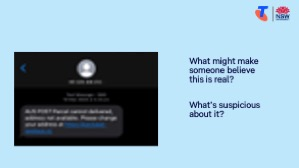 NSW
What might make
someone believe
this is real?
What's suspicious
about it?
AUS POST Parcel cannot delivered,
address not available. Please change
your address at